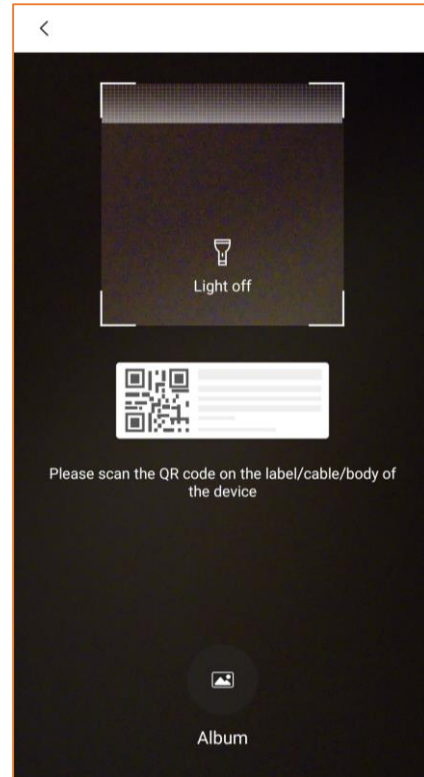 Light off
Please scan the QR code on the label/cable/body of
the device
Album